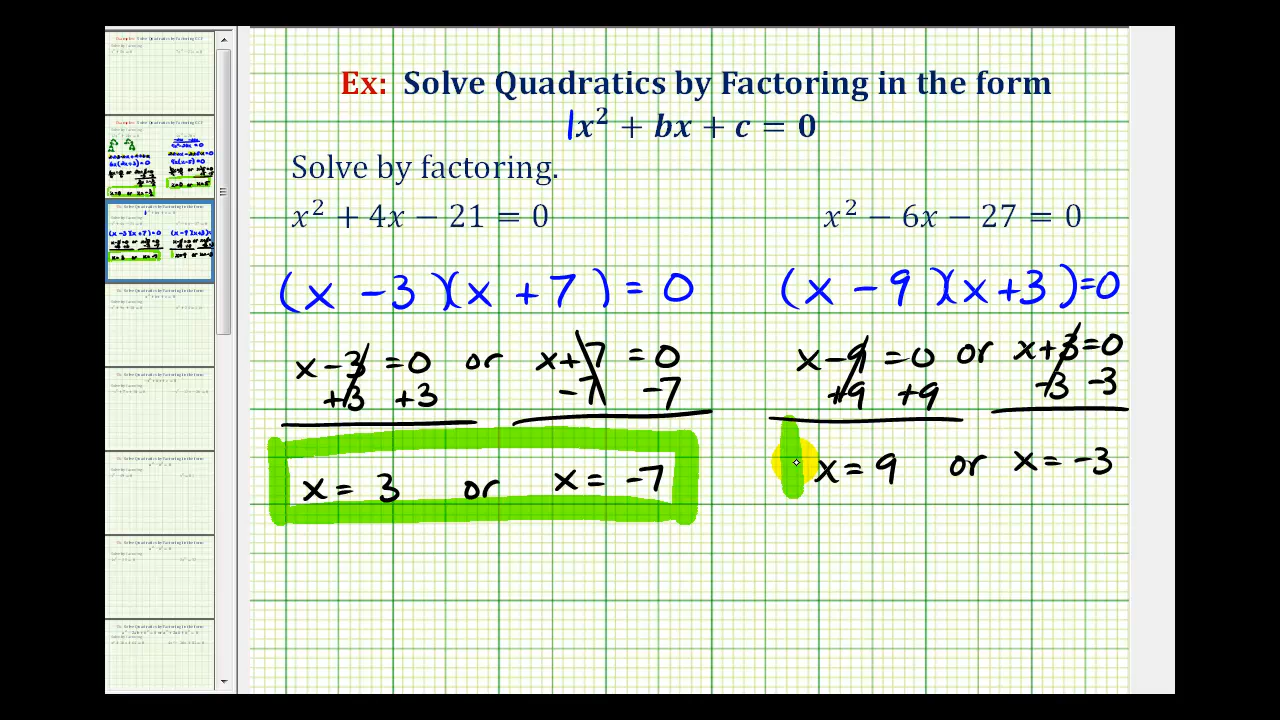 Ex: Solve Quadratics by Factoring in the form
1x² + bx + c = 0
Solve by factoring.
x² + 4x − 21 = 0
(x − 3)(x + 7) = 0
x − 3 = 0 or x + 7 = 0
+3 +3 −7 −7
x = 3 or x = −7
x² − 6x − 27 = 0
(x − 9)(x + 3) = 0
x − 9 = 0 or x + 3 = 0
+9 +9 −3 −3
x = 9 or x = −3